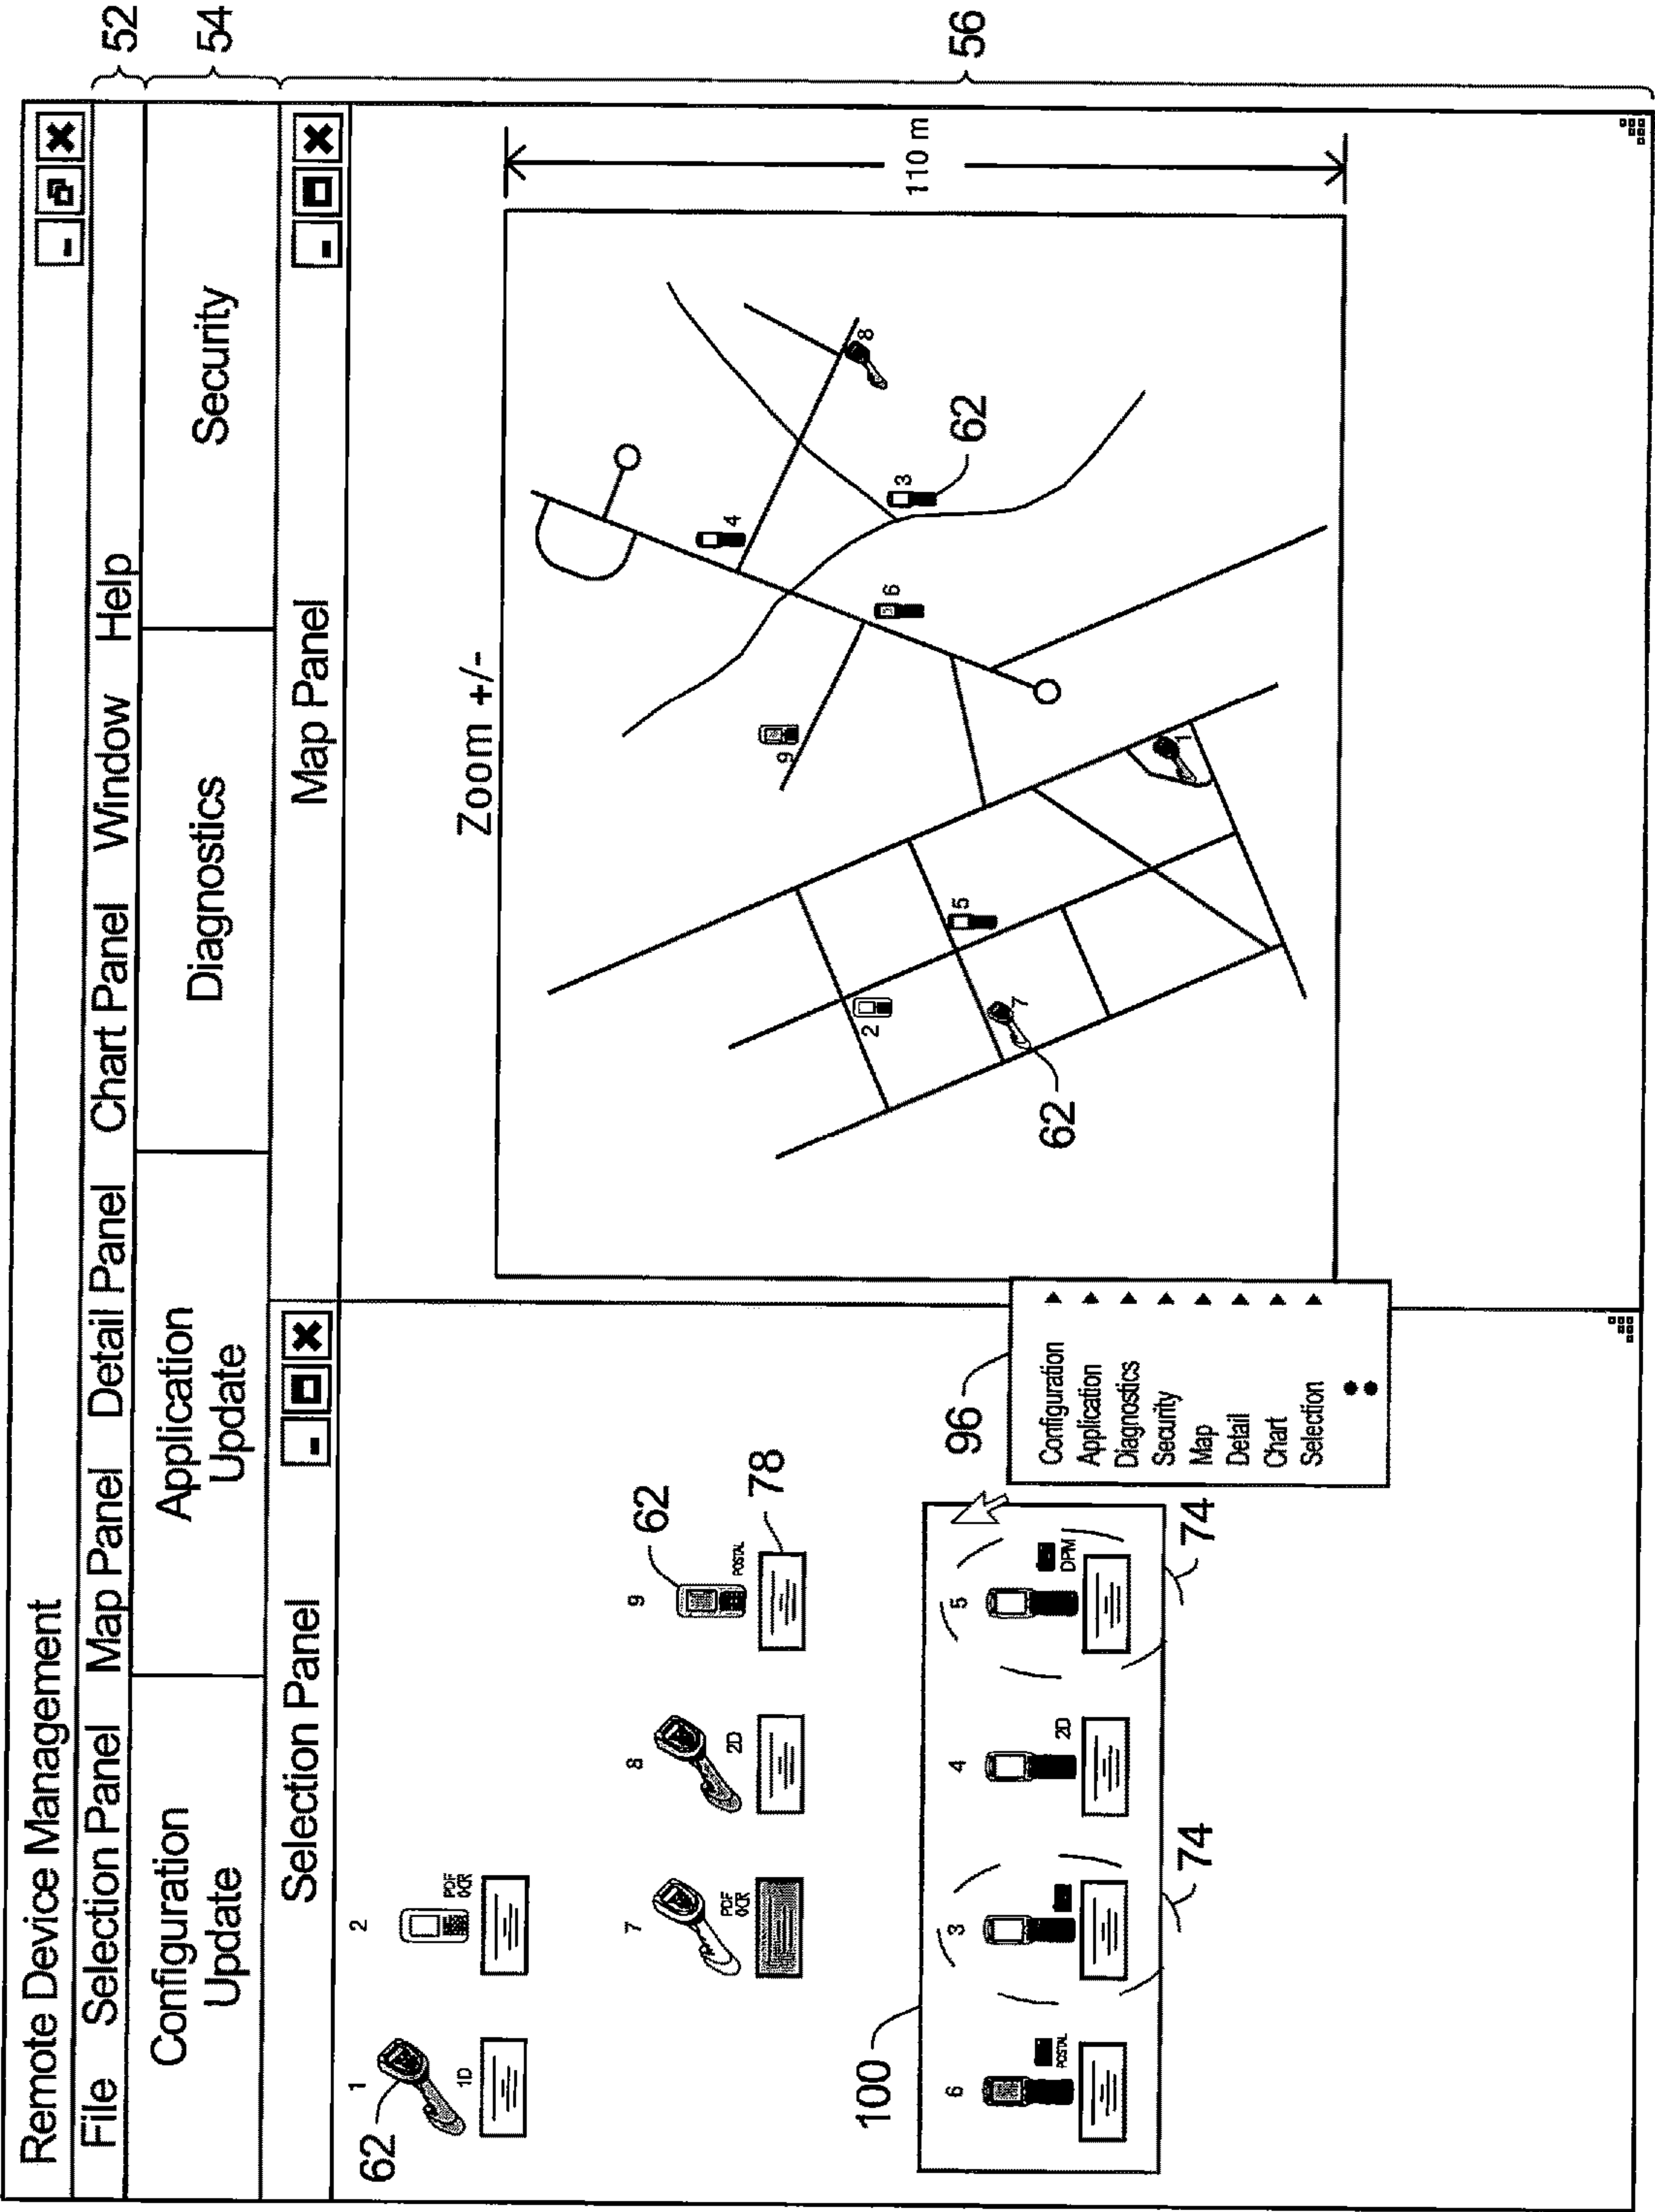 Remote Device Management
File Selection Panel Map Panel Detail Panel Chart Panel Window Help
52
Configuration Update
Application Update
Diagnostics
Security
54
Selection Panel
Map Panel
56
1
62
1D
2
PDF
OCR
7
PDF
OCR
8
2D
9
62
POSTAL
78
100
6
POSTAL
3
74
4
2D
5
DPM
74
96
Configuration
Application
Diagnostics
Security
Map
Detail
Chart
Selection
Zoom +/-
110 m
9
4
8
2
6
3
62
5
7
62
1